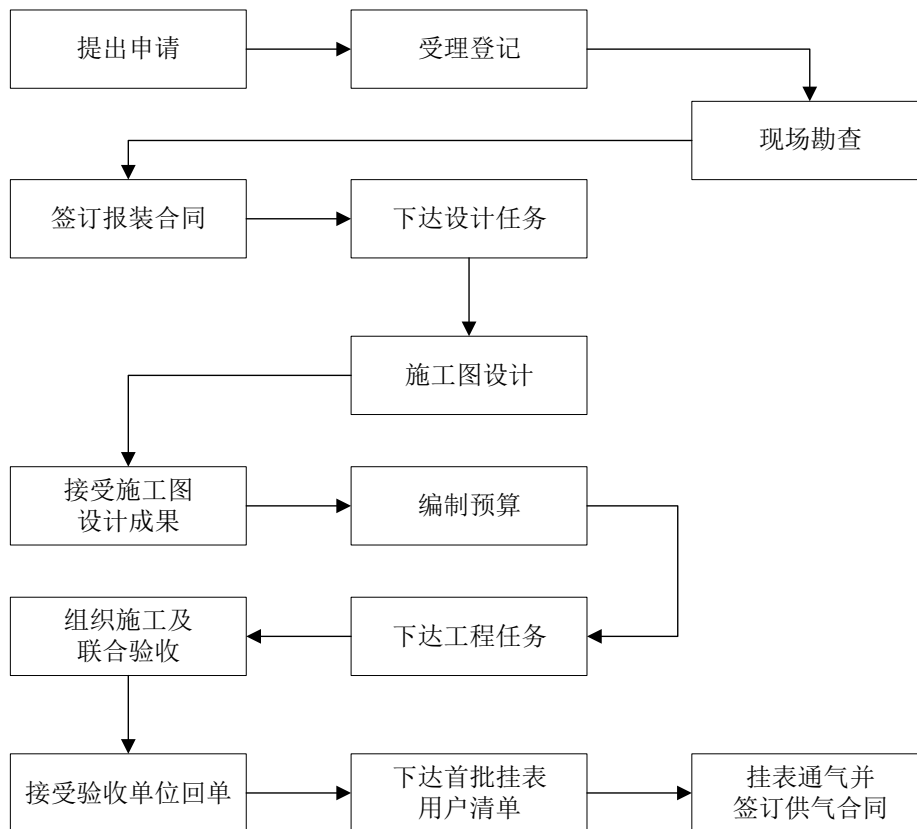 提出申请
受理登记
现场勘查
签订报装合同
下达设计任务
施工图设计
接受施工图
设计成果
编制预算
组织施工及
联合验收
下达工程任务
接受验收单位回单
下达首批挂表
用户清单
挂表通气并
签订供气合同